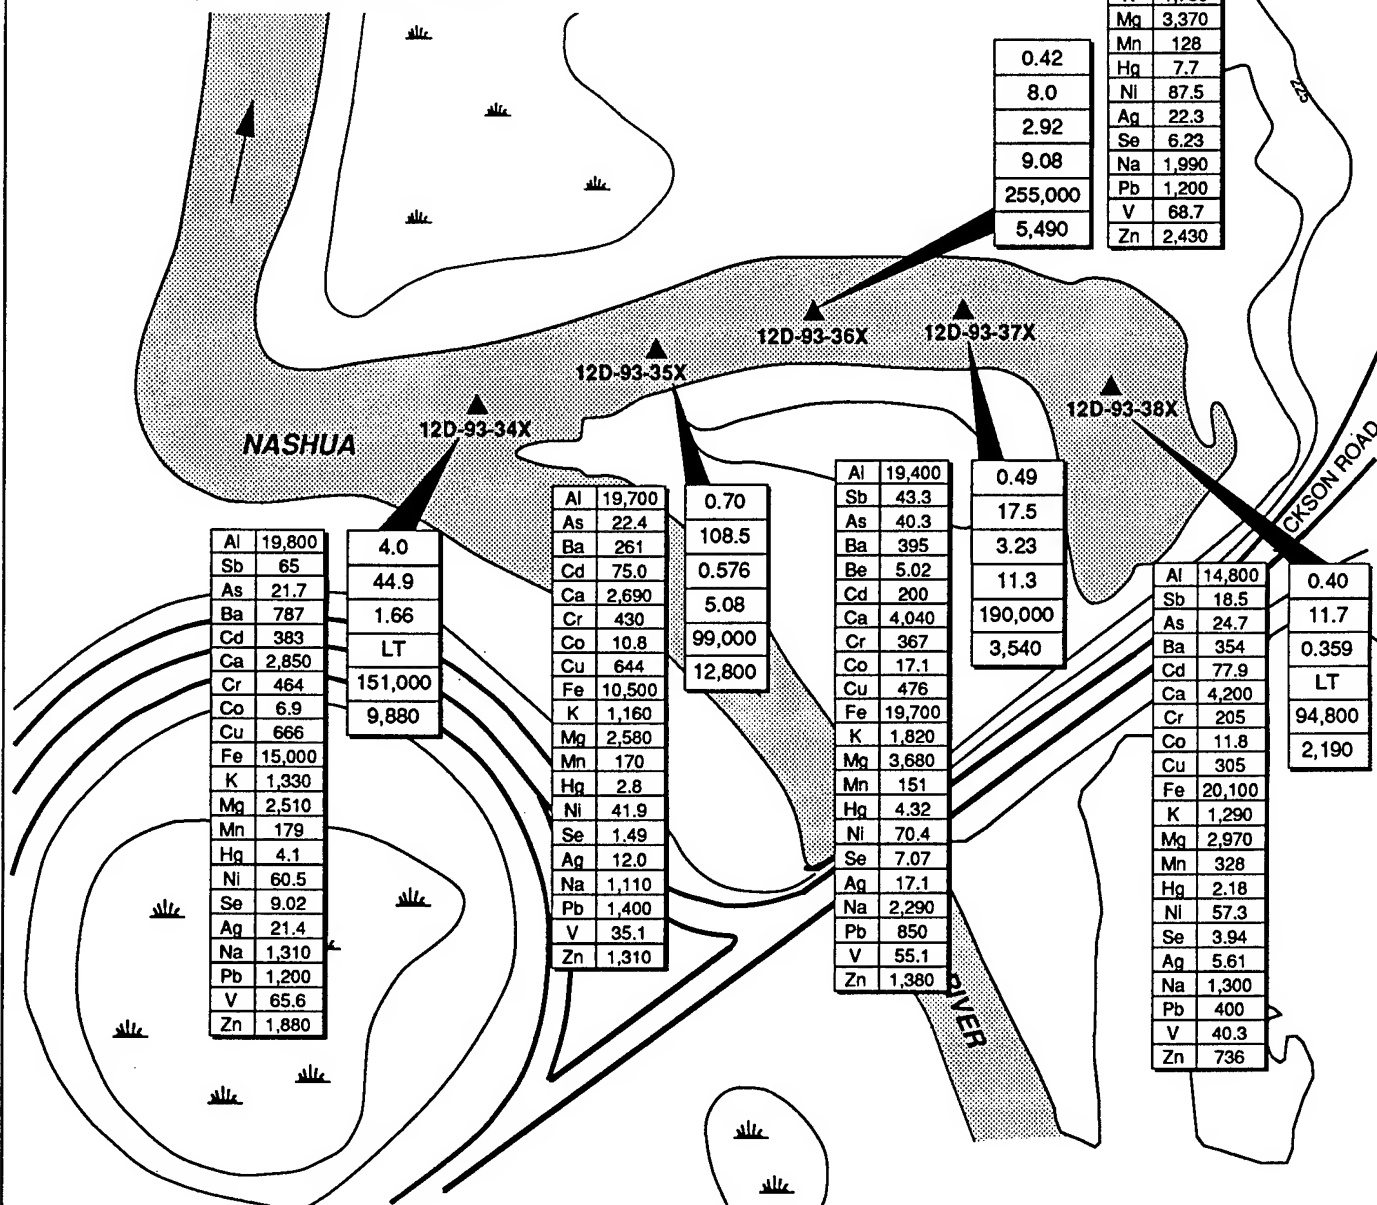 Mg 3,370
Mn 128
Hg 7.7
Ni 87.5
Ag 22.3
Se 6.23
Na 1,990
Pb 1,200
V 68.7
Zn 2,430
0.42
8.0
2.92
9.08
255,000
5,490
225
12D-93-36X
12D-93-37X
12D-93-35X
12D-93-38X
12D-93-34X
NASHUA
CKSON ROAD
Al 19,800
Sb 65
As 21.7
Ba 787
Cd 383
Ca 2,850
Cr 464
Co 6.9
Cu 666
Fe 15,000
K 1,330
Mg 2,510
Mn 179
Hg 4.1
Ni 60.5
Se 9.02
Ag 21.4
Na 1,310
Pb 1,200
V 65.6
Zn 1,880
4.0
44.9
1.66
LT
151,000
9,880
Al 19,700
As 22.4
Ba 261
Cd 75.0
Ca 2,690
Cr 430
Co 10.8
Cu 644
Fe 10,500
K 1,160
Mg 2,580
Mn 170
Hg 2.8
Ni 41.9
Se 1.49
Ag 12.0
Na 1,110
Pb 1,400
V 35.1
Zn 1,310
0.70
108.5
0.576
5.08
99,000
12,800
Al 19,400
Sb 43.3
As 40.3
Ba 395
Be 5.02
Cd 200
Ca 4,040
Cr 367
Co 17.1
Cu 476
Fe 19,700
K 1,820
Mg 3,680
Mn 151
Hg 4.32
Ni 70.4
Se 7.07
Ag 17.1
Na 2,290
Pb 850
V 55.1
Zn 1,380
0.49
17.5
3.23
11.3
190,000
3,540
Al 14,800
Sb 18.5
As 24.7
Ba 354
Cd 77.9
Ca 4,200
Cr 205
Co 11.8
Cu 305
Fe 20,100
K 1,290
Mg 2,970
Mn 328
Hg 2.18
Ni 57.3
Se 3.94
Ag 5.61
Na 1,300
Pb 400
V 40.3
Zn 736
0.40
11.7
0.359
LT
94,800
2,190
RIVER